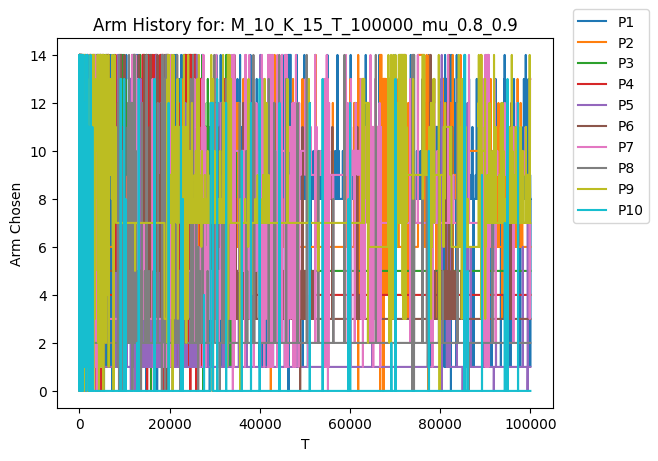 Arm History for: M_10_K_15_T_100000_mu_0.8_0.9
P1
P2
P3
P4
P5
P6
P7
P8
P9
P10
Arm Chosen
14
12
10
8
6
4
2
0
0 20000 40000 60000 80000 100000
T